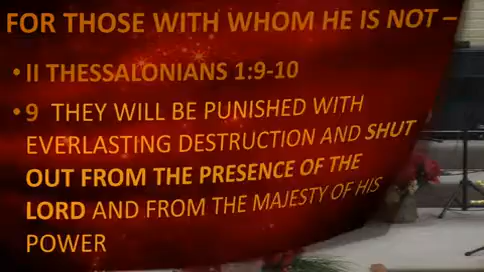 FOR THOSE WITH WHOM HE IS NOT –
• II THESSALONIANS 1:9-10
• 9 THEY WILL BE PUNISHED WITH
EVERLASTING DESTRUCTION AND SHUT
OUT FROM THE PRESENCE OF THE
LORD AND FROM THE MAJESTY OF HIS
POWER